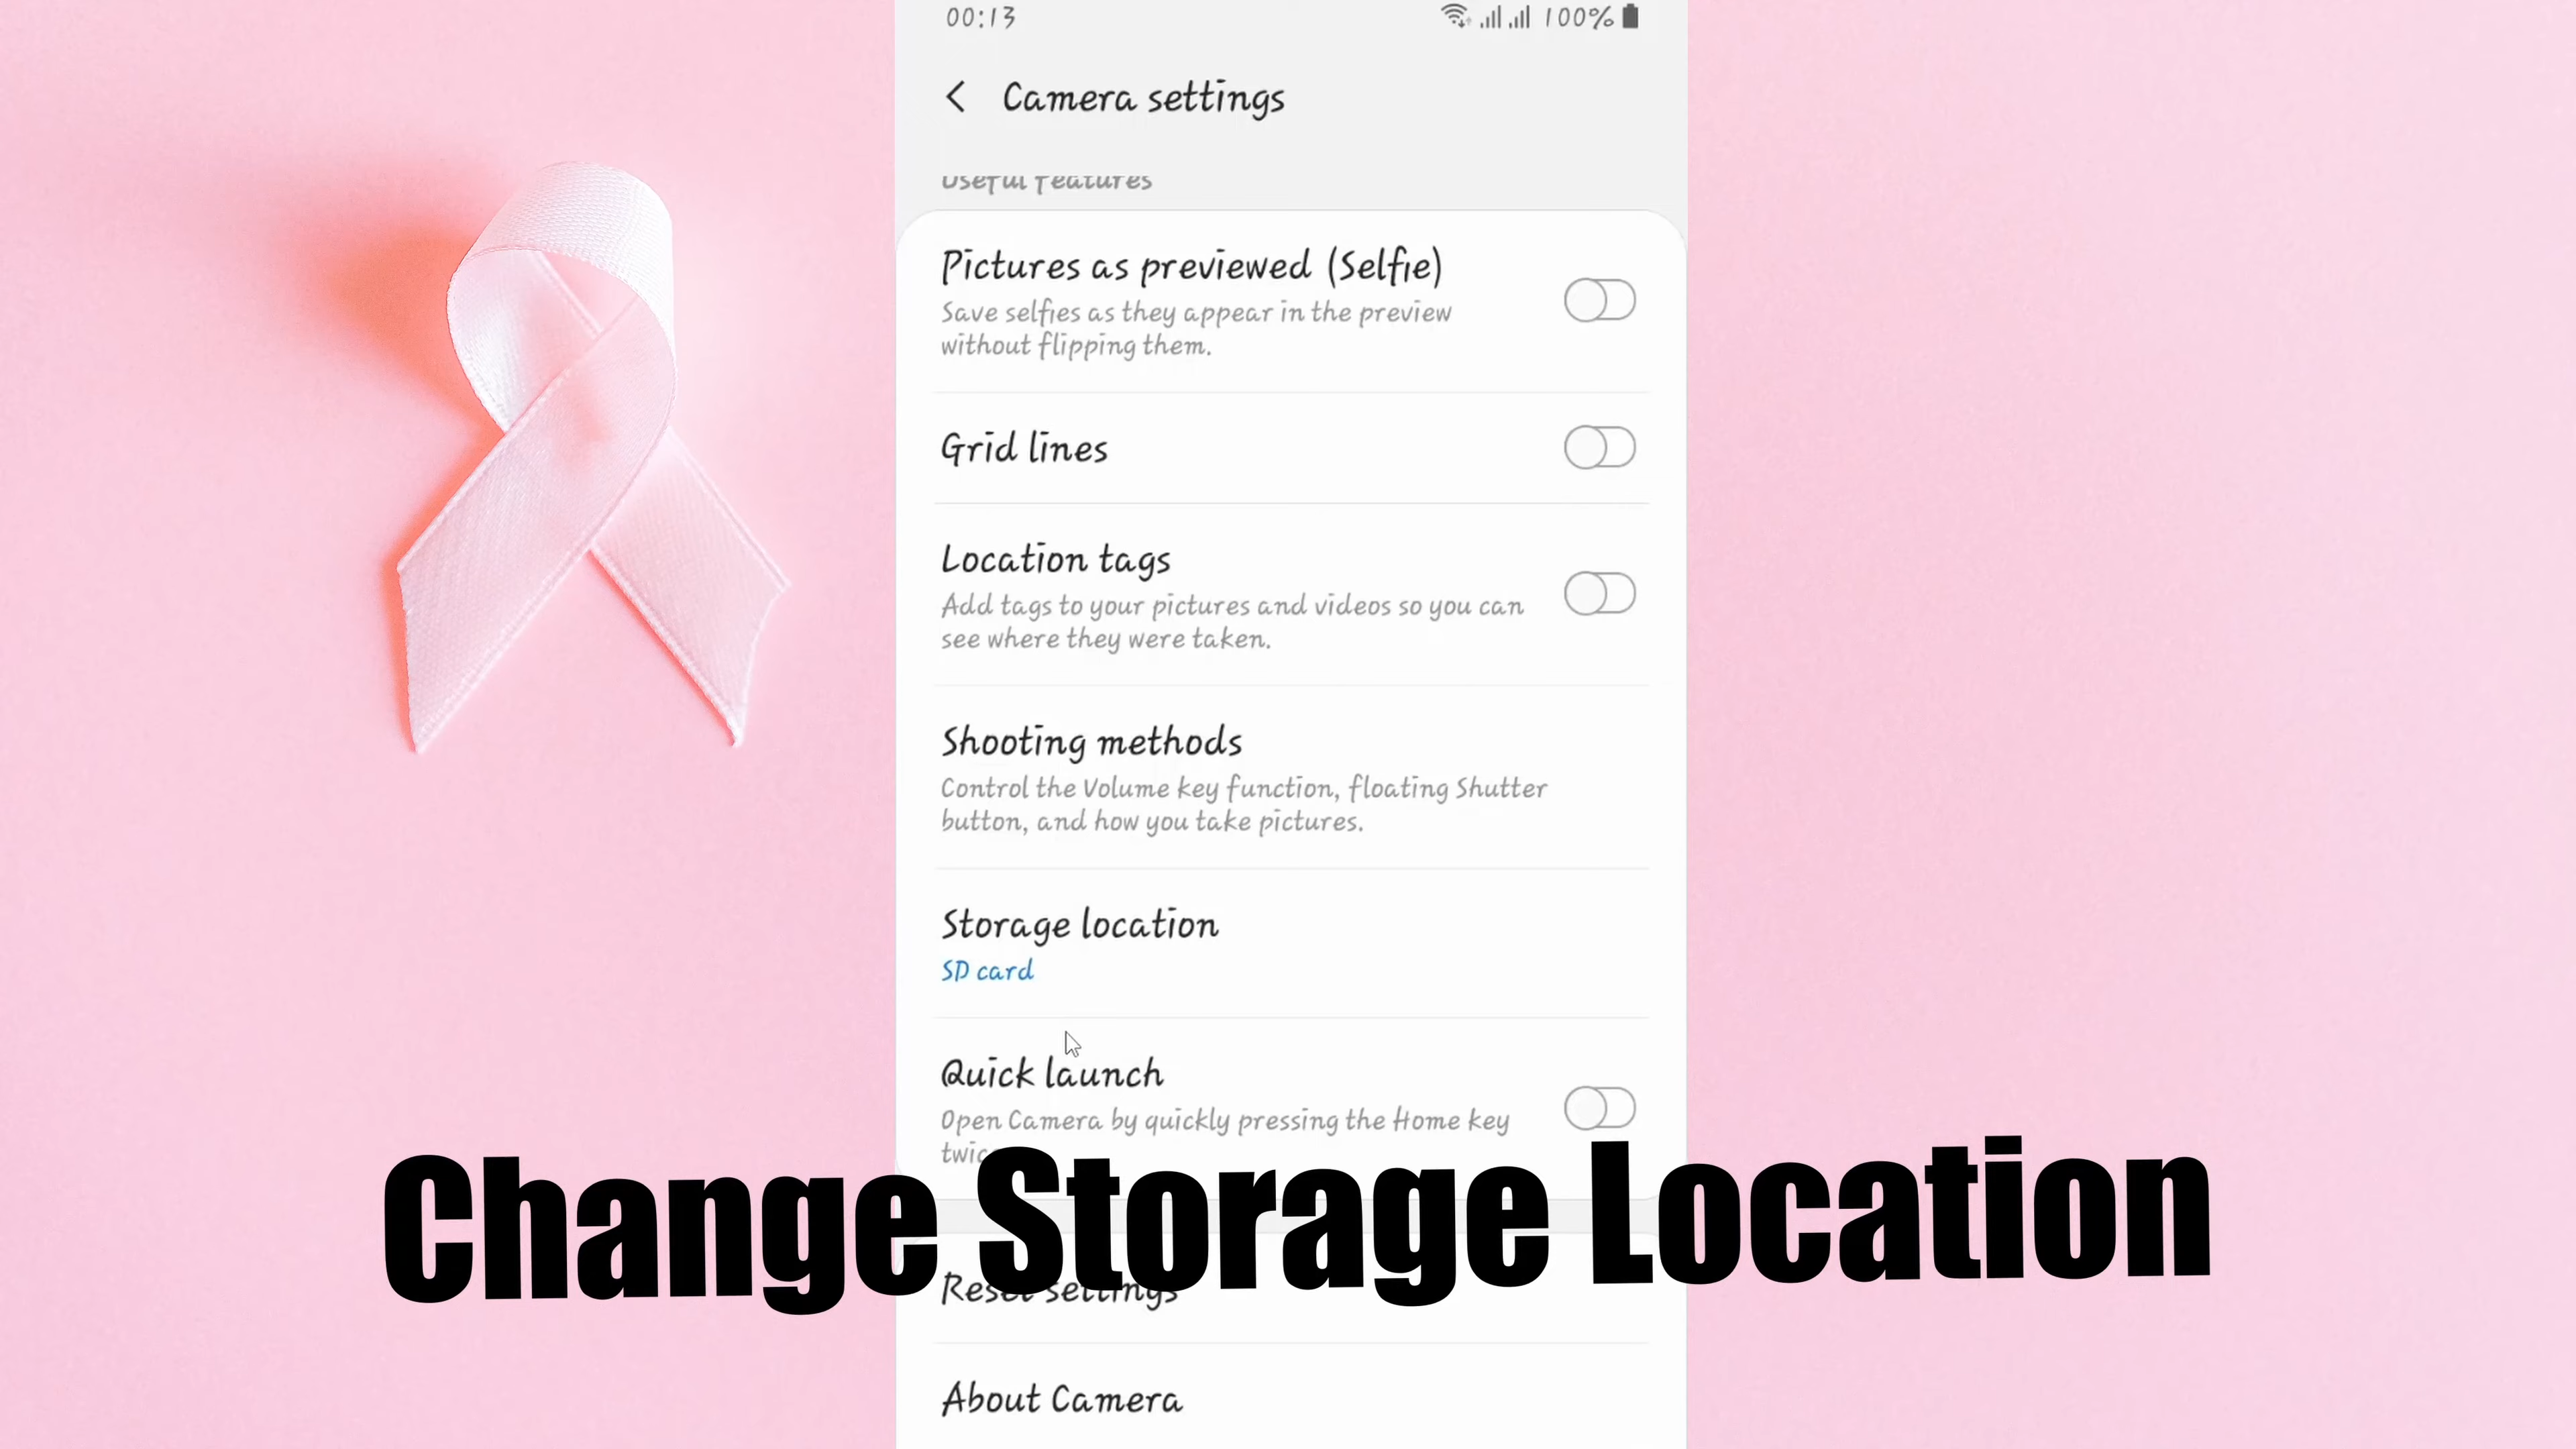 00:13
100%
Camera settings
Useful features
Pictures as previewed (Selfie)
Save selfies as they appear in the preview
without flipping them.
Grid lines
Location tags
Add tags to your pictures and videos so you can
see where they were taken.
Shooting methods
Control the Volume key function, floating Shutter
button, and how you take pictures.
Storage location
SD card
Quick launch
Open Camera by quickly pressing the Home key
Change Storage Location
Reset settings
About Camera